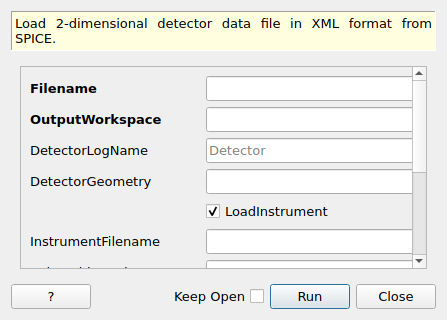 Load 2-dimensional detector data file in XML format from
SPICE.
Filename
OutputWorkspace
DetectorLogName
Detector
DetectorGeometry
LoadInstrument
InstrumentFilename
?
Keep Open
Run
Close